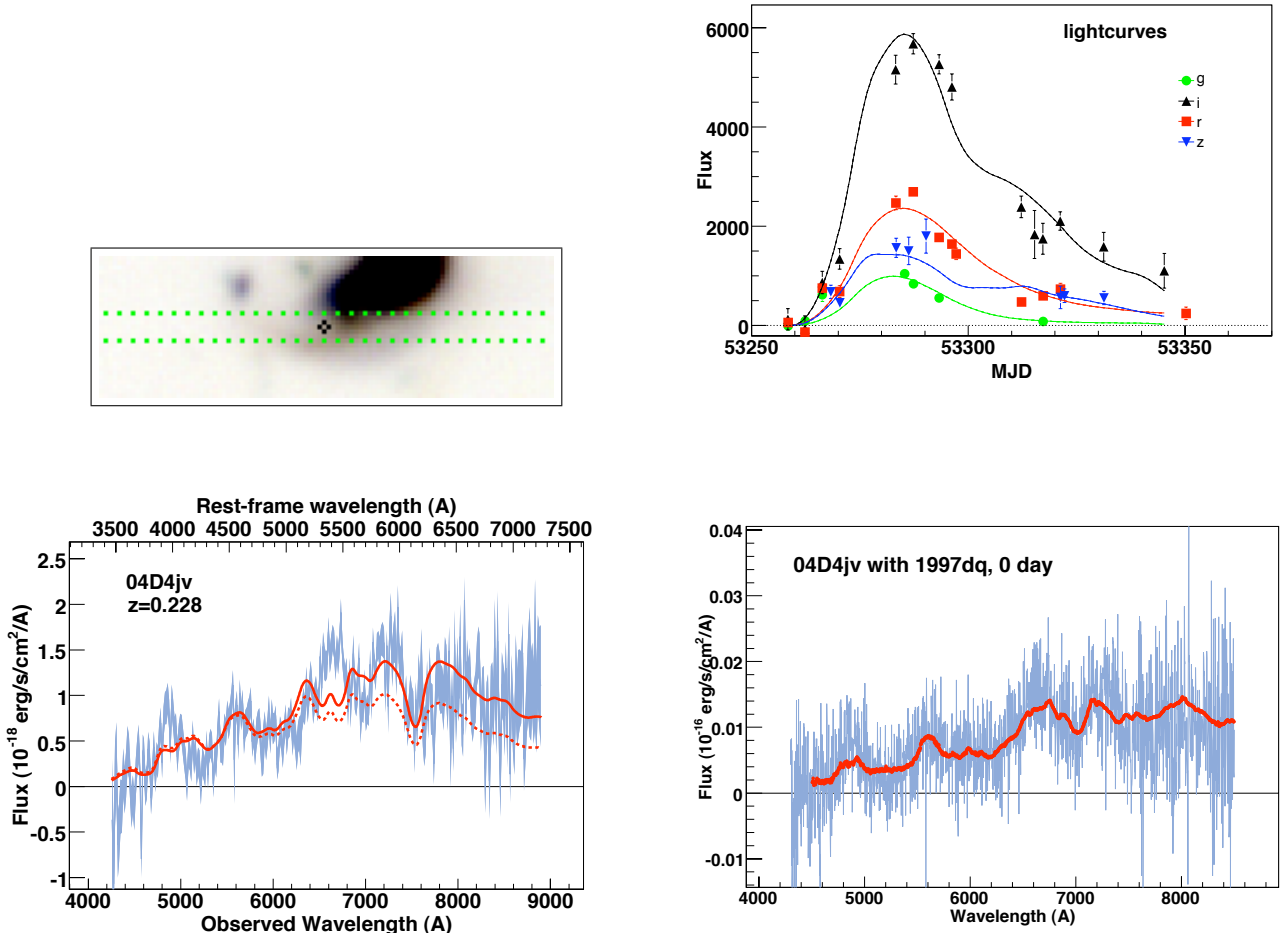 lightcurves
g
i
r
z
6000
4000
2000
0
Flux
53250
53300
53350
MJD
Rest-frame wavelength (A)
3500 4000 4500 5000 5500 6000 6500 7000 7500
04D4jv
z=0.228
2.5
2
1.5
1
0.5
0
-0.5
-1
Flux (10^-18 erg/s/cm^2/A)
4000 5000 6000 7000 8000 9000
Observed Wavelength (A)
04D4jv with 1997dq, 0 day
0.04
0.03
0.02
0.01
0
-0.01
Flux (10^-16 erg/s/cm^2/A)
4000 5000 6000 7000 8000
Wavelength (A)